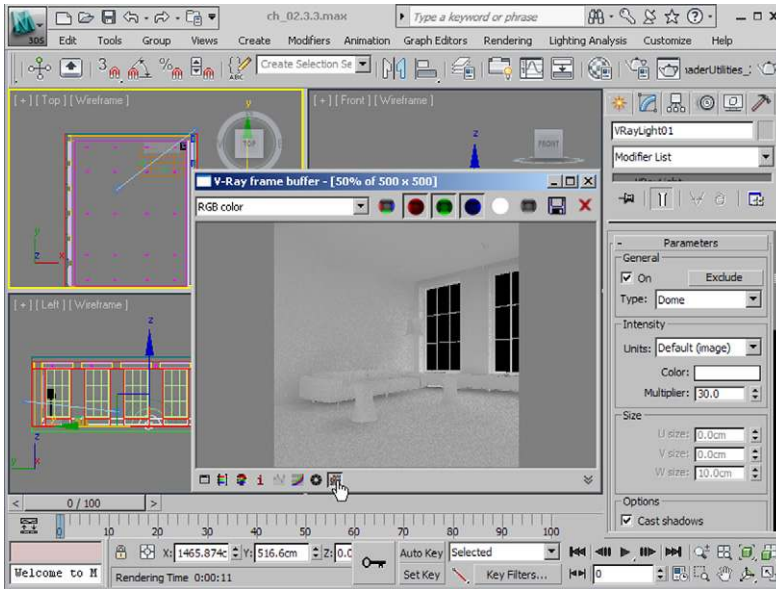 ch_02.3.3.max
Type a keyword or phrase
3DS
Edit Tools Group Views Create Modifiers Animation Graph Editors Rendering Lighting Analysis Customize Help
3
ABC
Create Selection Se
aderUtilities_:
[ + ] [ Top ] [ Wireframe ]
[ + ] [ Front ] [ Wireframe ]
y
TOP
z
FRONT
VRayLight01
Modifier List
V-Ray frame buffer - [50% of 500 x 500]
RGB color
Parameters
General
On
Exclude
Type: Dome
Intensity
Units: Default (image)
Color:
Multiplier: 30.0
Size
U size: 0.0cm
V size: 0.0cm
W size: 10.0cm
Options
Cast shadows
y
z x
[ + ] [ Left ] [ Wireframe ]
z
z
y
0 / 100
0 10 20 30 40 50 60 70 80 90 100
X: 1465.874c Y: 516.6cm Z: 0.0
Auto Key Selected
Welcome to M
Rendering Time 0:00:11
Set Key Key Filters...
0